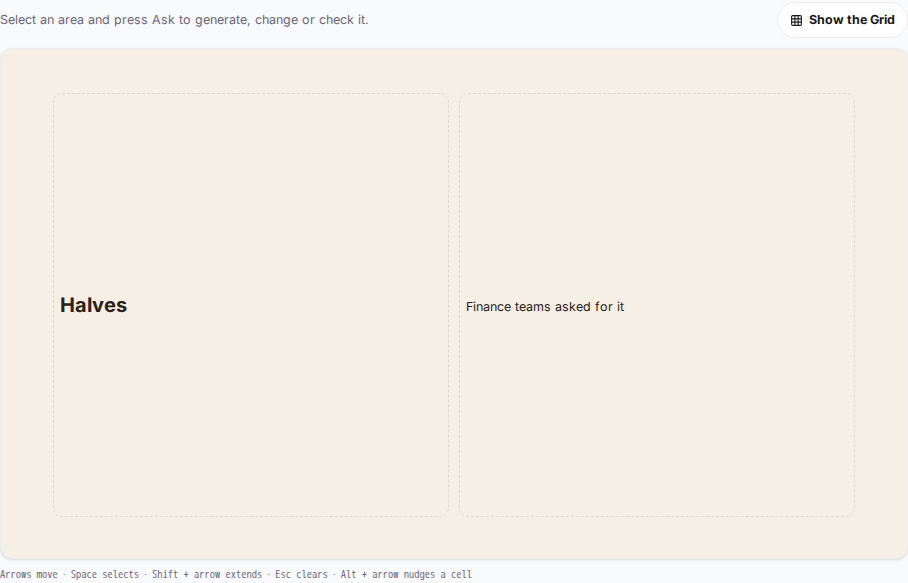 Select an area and press Ask to generate, change or check it.
Show the Grid
Halves
Finance teams asked for it
Arrows move · Space selects · Shift + arrow extends · Esc clears · Alt + arrow nudges a cell